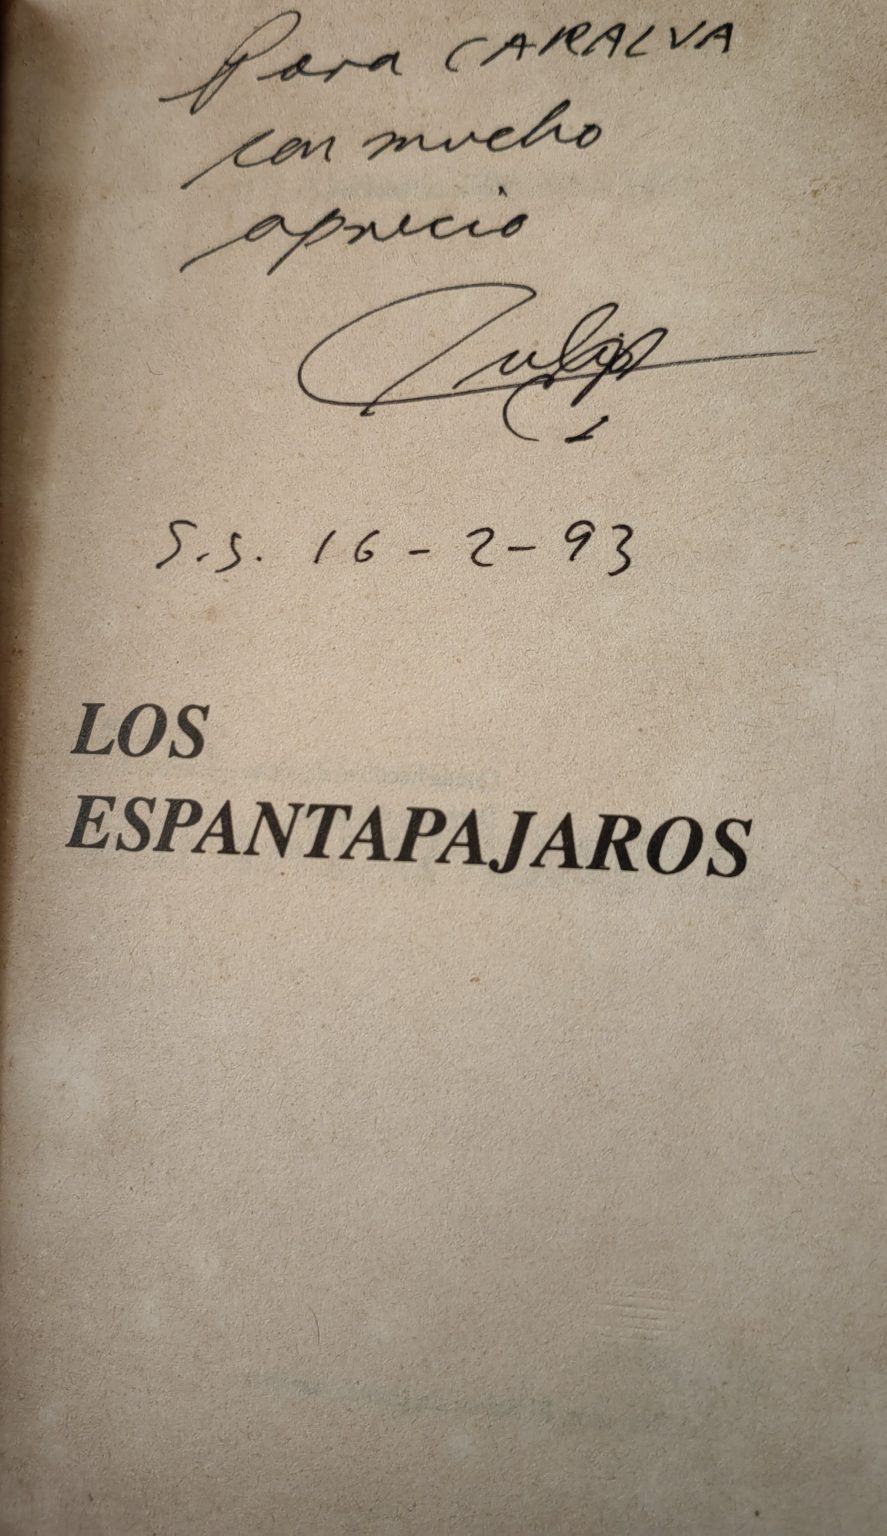 Para CARALVA
con mucho
aprecio
S.S. 16-2-93
LOS
ESPANTAPAJAROS